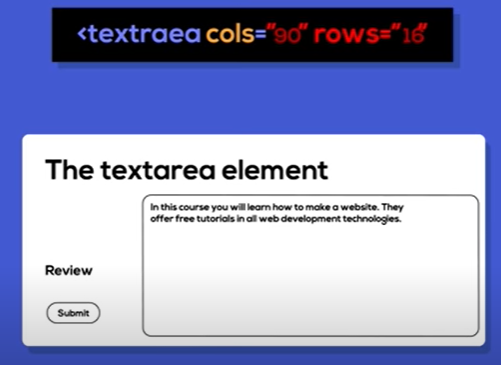 <textraea cols="90" rows="16"
The textarea element
In this course you will learn how to make a website. They
offer free tutorials in all web development technologies.
Review
Submit